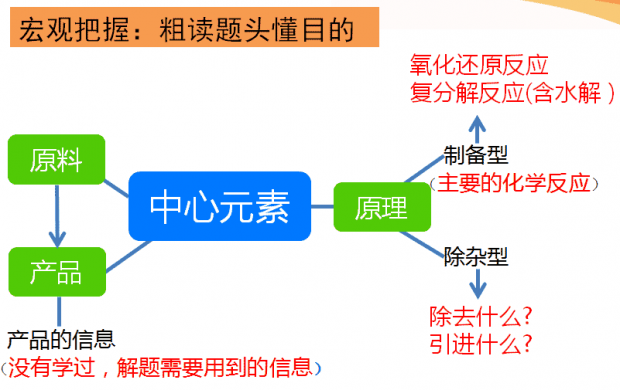 宏观把握：粗读题头懂目的
氧化还原反应
复分解反应(含水解）
制备型
（主要的化学反应）
原料
中心元素
原理
产品
除杂型
除去什么?
引进什么?
产品的信息
（没有学过，解题需要用到的信息）